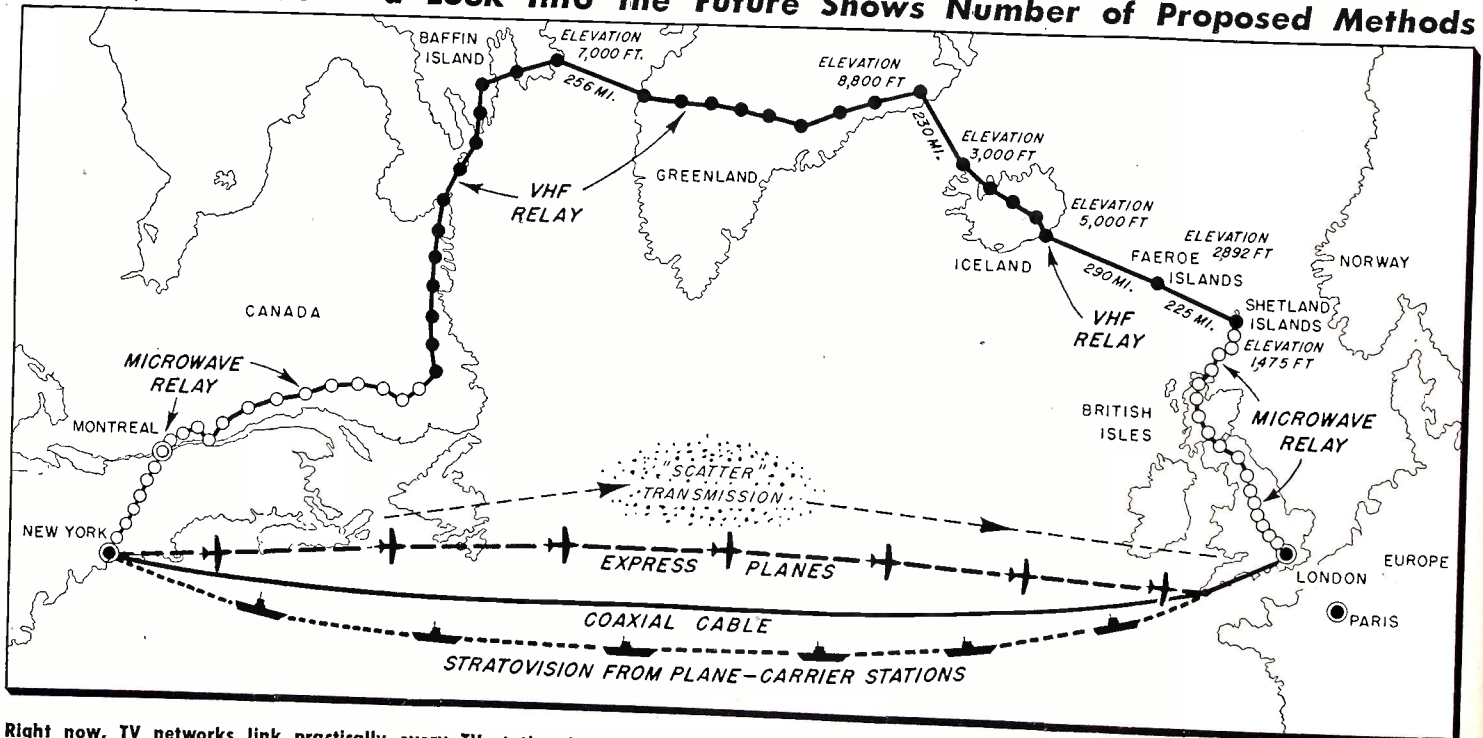 a Look Into the Future Shows Number of Proposed Methods
BAFFIN
ISLAND
ELEVATION
7,000 FT.
256 MI.
ELEVATION
8,800 FT
230 MI.
ELEVATION
3,000 FT
GREENLAND
VHF
RELAY
ELEVATION
5,000 FT
ICELAND
290 MI.
ELEVATION
2,892 FT
FAEROE
ISLANDS
225 MI.
NORWAY
VHF
RELAY
SHETLAND
ISLANDS
ELEVATION
1,475 FT
CANADA
MICROWAVE
RELAY
MONTREAL
BRITISH
ISLES
MICROWAVE
RELAY
"SCATTER"
TRANSMISSION
NEW YORK
EXPRESS PLANES
EUROPE
LONDON
PARIS
COAXIAL CABLE
STRATOVISION FROM PLANE-CARRIER STATIONS
Right now, TV networks link practically every TV